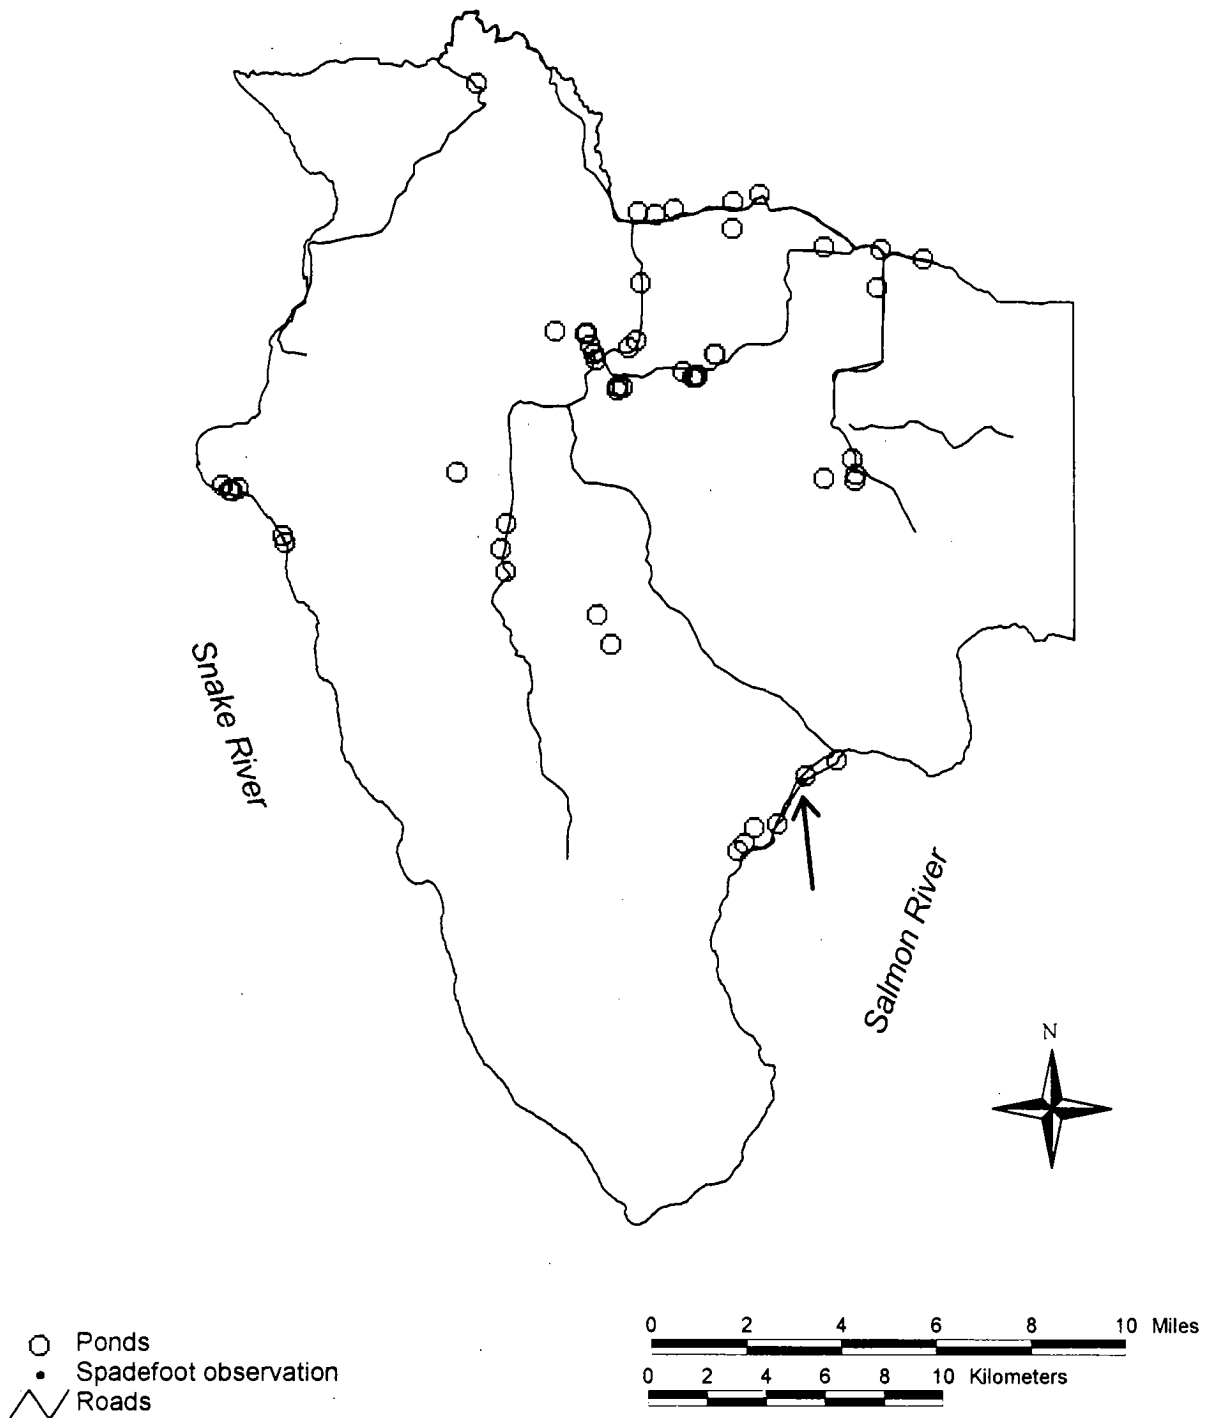 Snake River
Salmon River
N
0 2 4 6 8 10 Miles
0 2 4 6 8 10 Kilometers
Ponds
Spadefoot observation
Roads